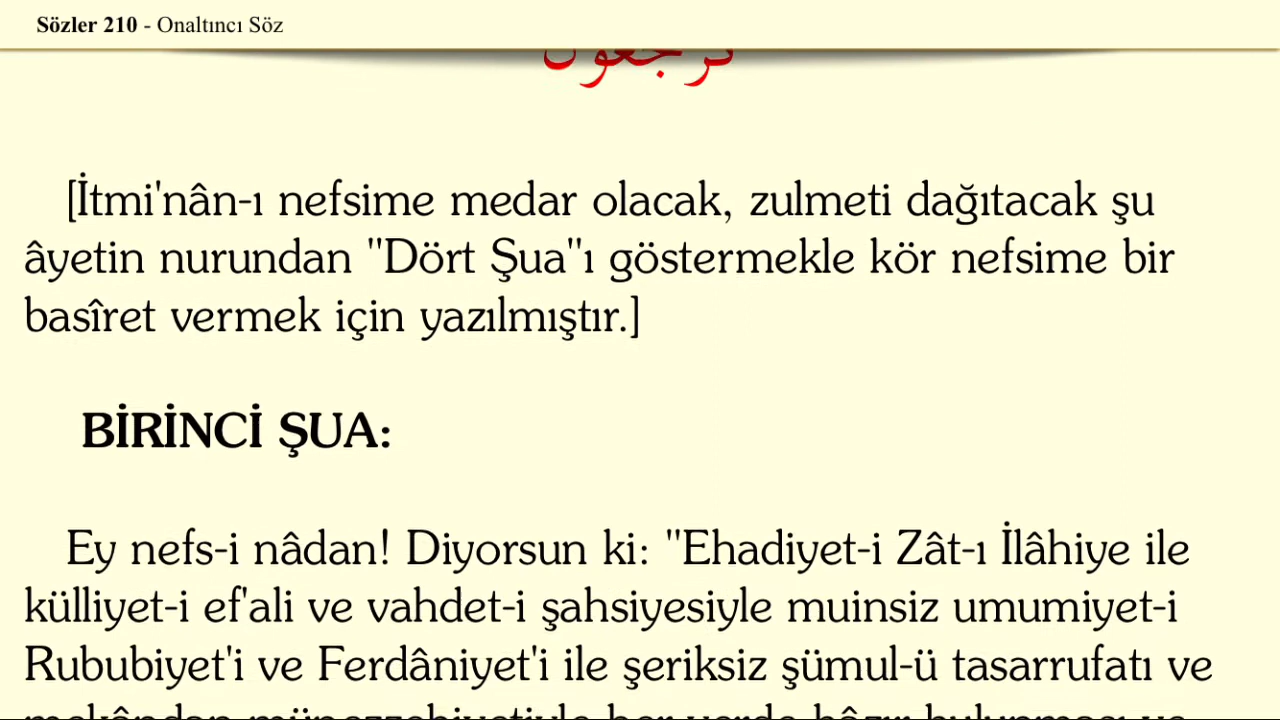 Sözler 210 - Onaltıncı Söz
[İtmi'nân-ı nefsime medar olacak, zulmeti dağıtacak şu
âyetin nurundan "Dört Şua"ı göstermekle kör nefsime bir
basîret vermek için yazılmıştır.]
BİRİNCİ ŞUA:
Ey nefs-i nâdan! Diyorsun ki: "Ehadiyet-i Zât-ı İlâhiye ile
külliyet-i ef'ali ve vahdet-i şahsiyesiyle muinsiz umumiyet-i
Rububiyet'i ve Ferdâniyet'i ile şeriksiz şümul-ü tasarrufatı ve